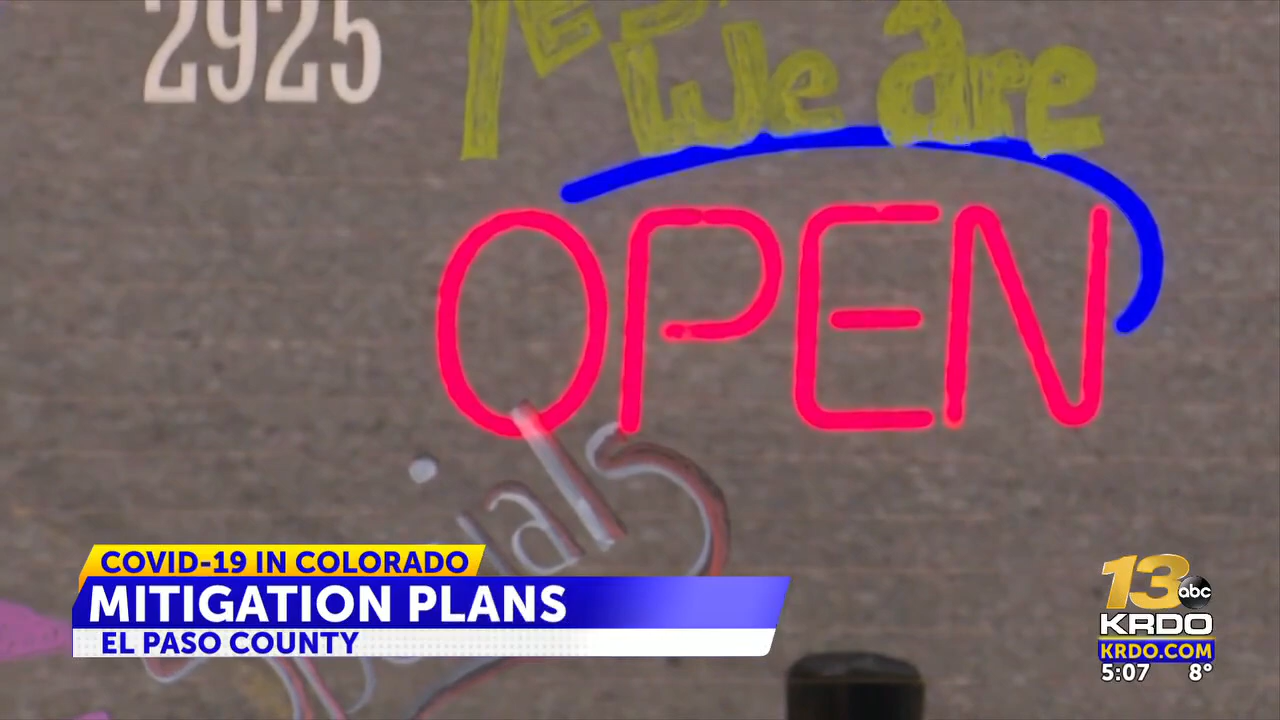 2925
YES,
We are
OPEN
COVID-19 IN COLORADO
MITIGATION PLANS
EL PASO COUNTY
13
abc
KRDO
KRDO.COM
5:07 8°